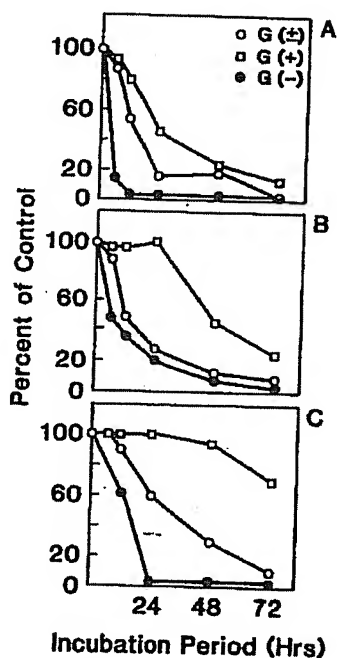 A
G (±)
G (+)
G (−)
100
60
20
0
B
100
60
20
0
C
100
60
20
0
24 48 72
Percent of Control
Incubation Period (Hrs)